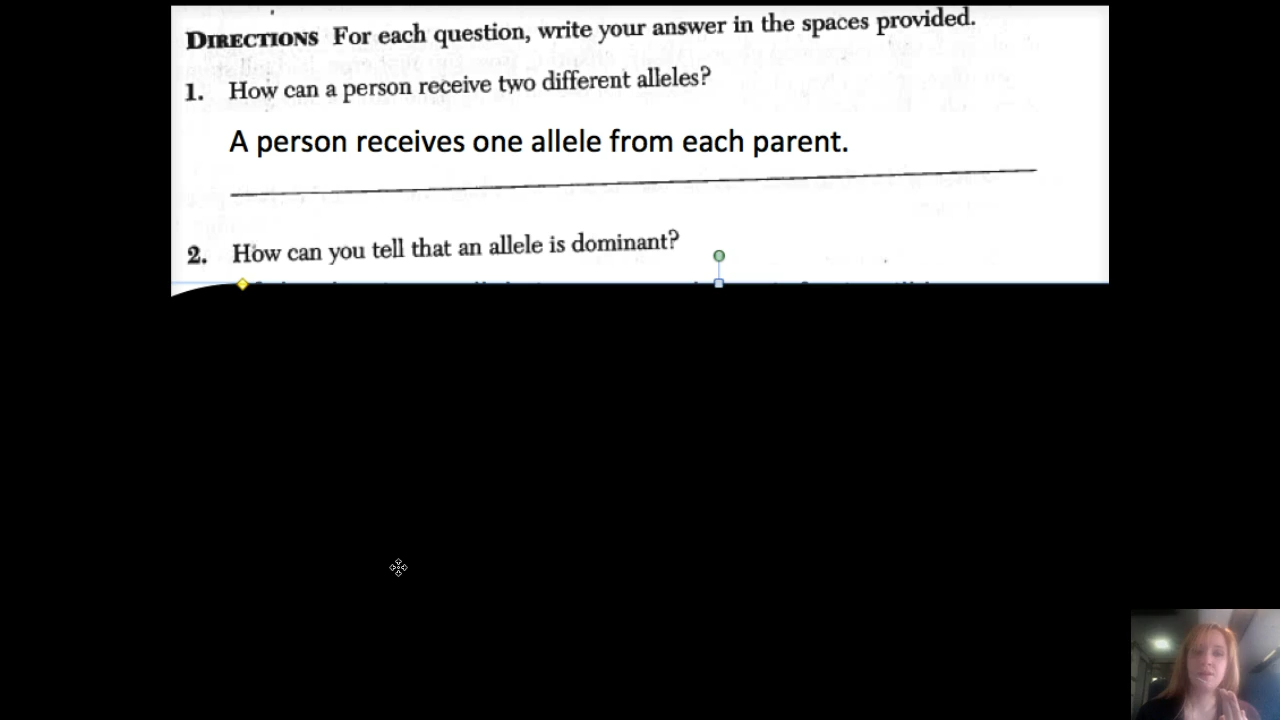 DIRECTIONS For each question, write your answer in the spaces provided.
1. How can a person receive two different alleles?
A person receives one allele from each parent.
2. How can you tell that an allele is dominant?